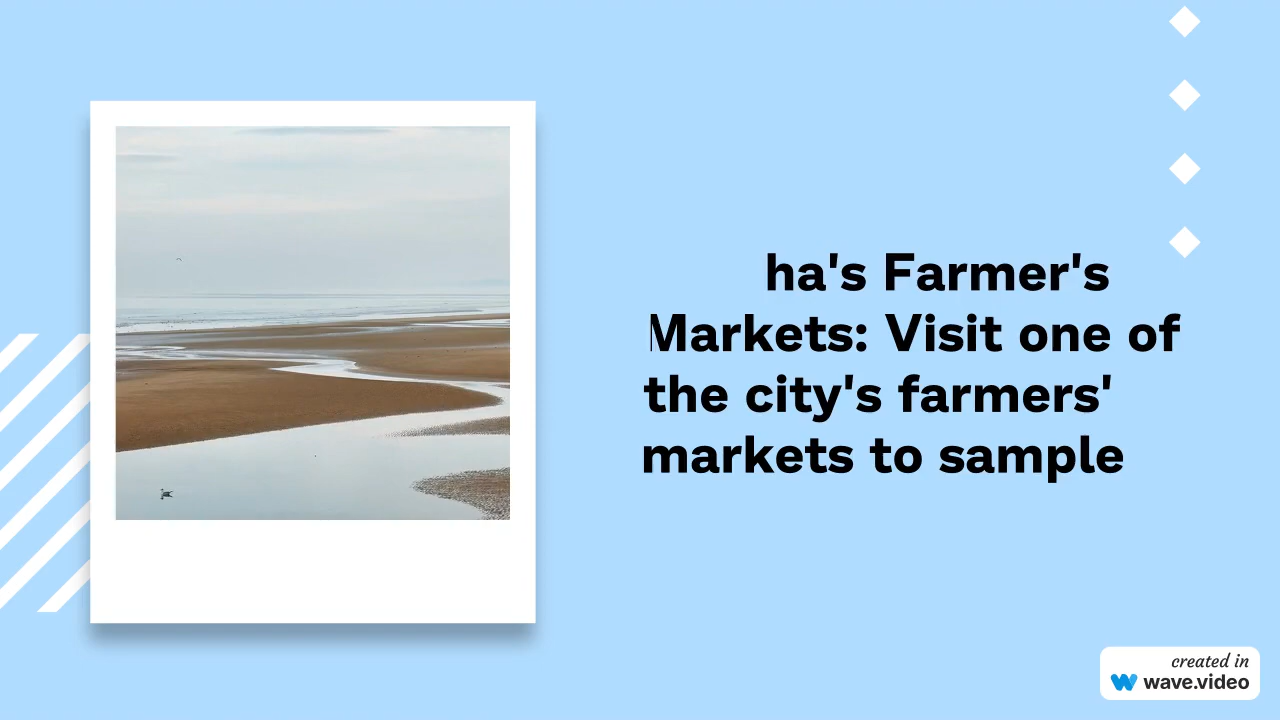 ha's Farmer's
Markets: Visit one of
the city's farmers'
markets to sample
created in
wave.video